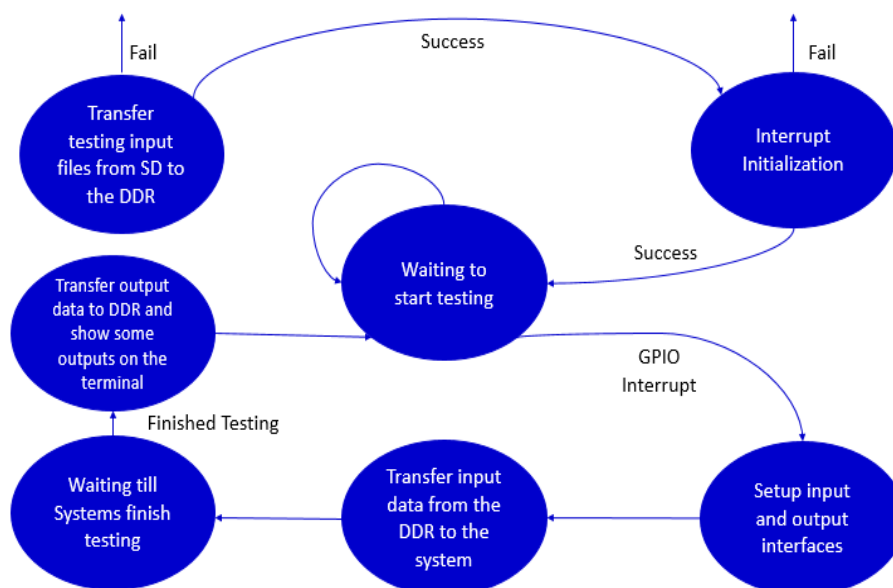 Fail
Success
Fail
Transfer
testing input
files from SD to
the DDR
Interrupt
Initialization
Waiting to
start testing
Success
Transfer output
data to DDR and
show some
outputs on the
terminal
GPIO
Interrupt
Finished Testing
Waiting till
Systems finish
testing
Transfer input
data from the
DDR to the
system
Setup input
and output
interfaces